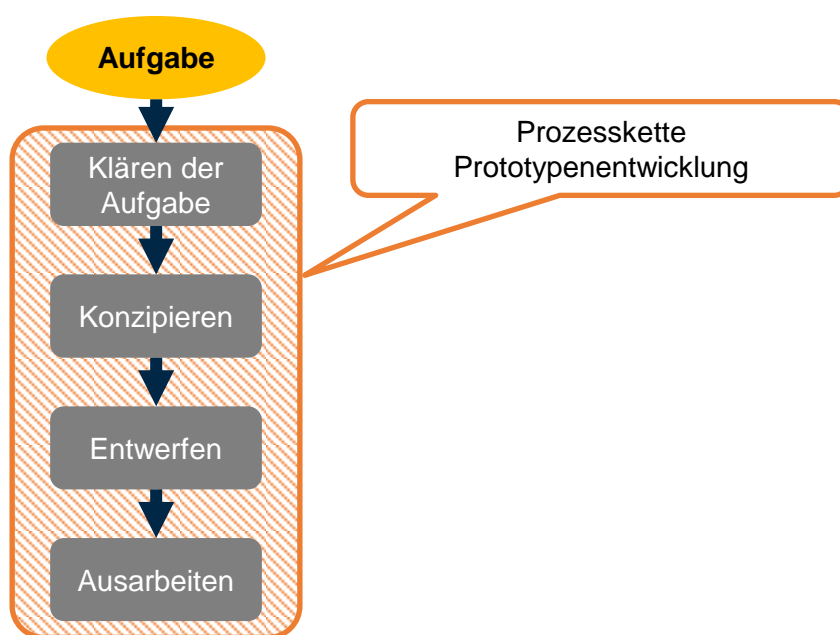 Aufgabe
Prozesskette
Prototypenentwicklung
Klären der
Aufgabe
Konzipieren
Entwerfen
Ausarbeiten